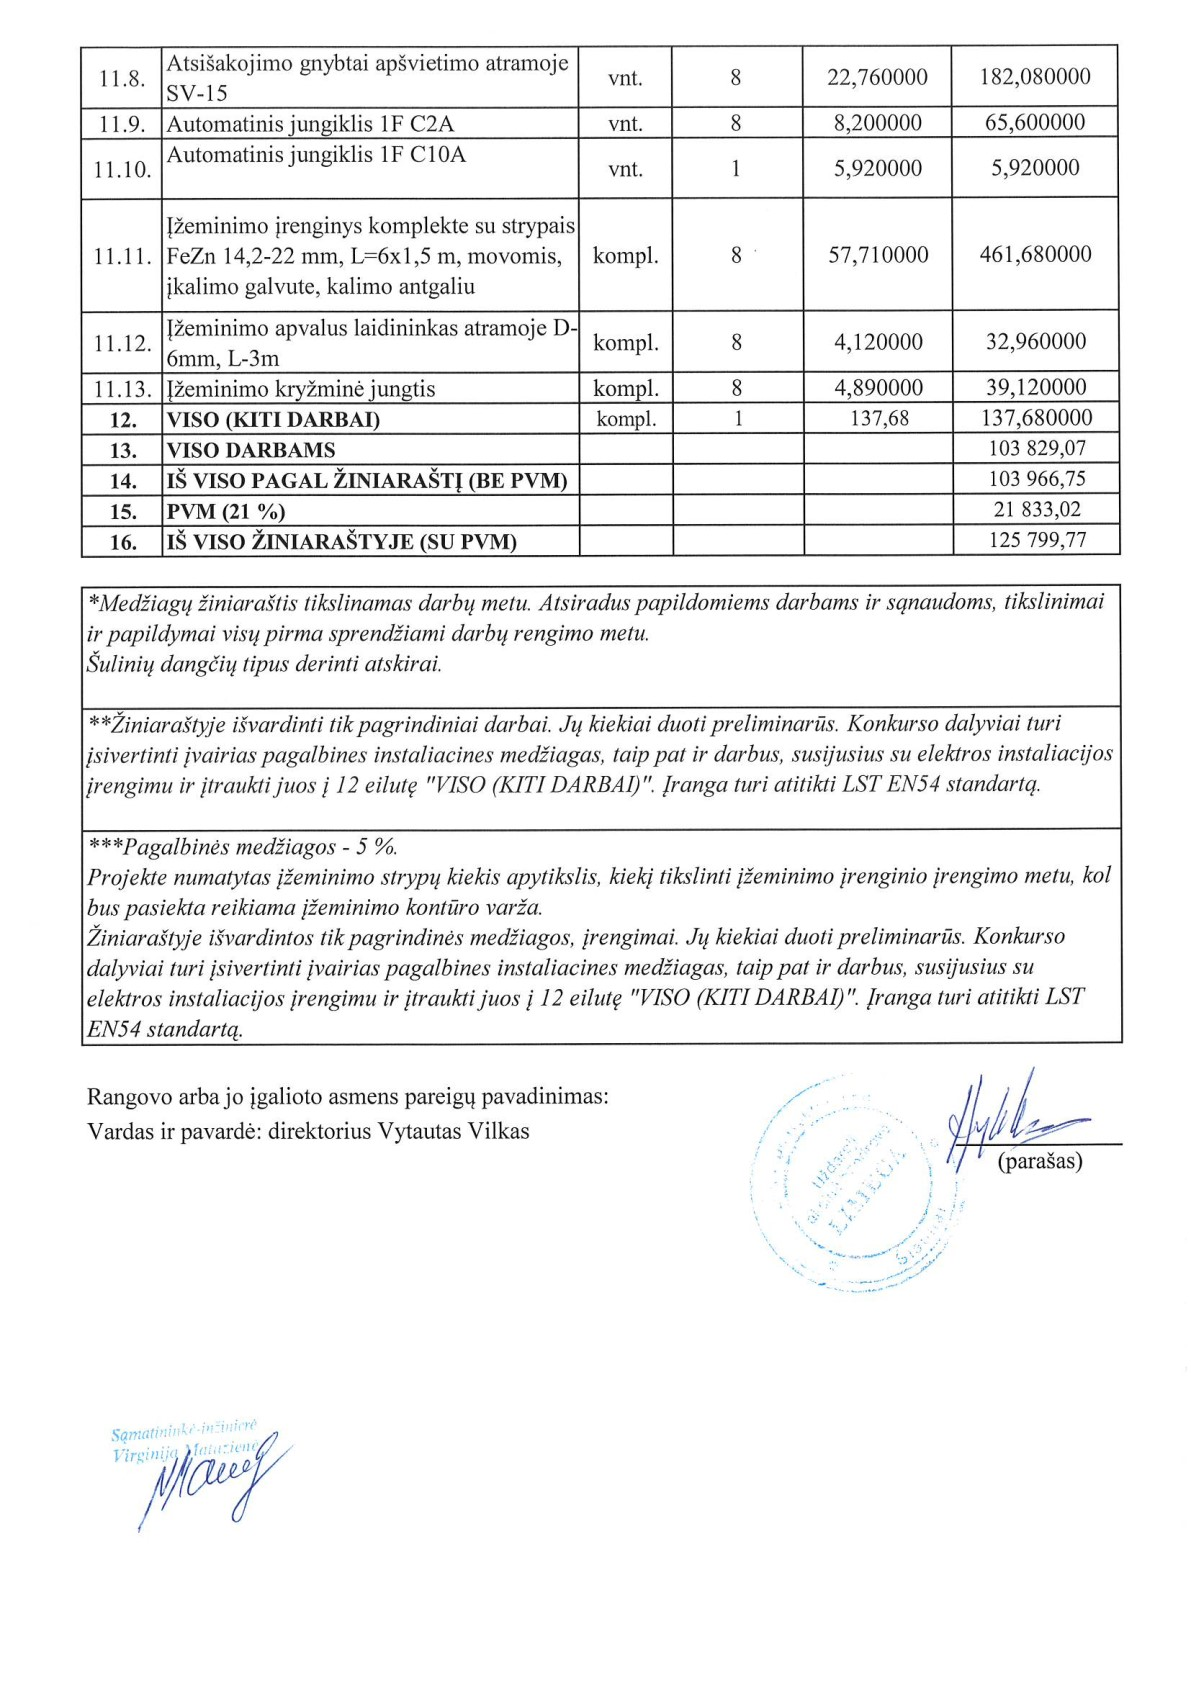 11.8. Atsišakojimo gnybtai apšvietimo atramoje SV-15 vnt. 8 22,760000 182,080000
11.9. Automatinis jungiklis 1F C2A vnt. 8 8,200000 65,600000
11.10. Automatinis jungiklis 1F C10A vnt. 1 5,920000 5,920000
11.11. Įžeminimo įrenginys komplekte su strypais FeZn 14,2-22 mm, L=6x1,5 m, movomis, įkalimo galvute, kalimo antgaliu kompl. 8 57,710000 461,680000
11.12. Įžeminimo apvalus laidininkas atramoje D-6mm, L-3m kompl. 8 4,120000 32,960000
11.13. Įžeminimo kryžminė jungtis kompl. 8 4,890000 39,120000
12. VISO (KITI DARBAI) kompl. 1 137,68 137,680000
13. VISO DARBAMS 103 829,07
14. IŠ VISO PAGAL ŽINIARAŠTĮ (BE PVM) 103 966,75
15. PVM (21 %) 21 833,02
16. IŠ VISO ŽINIARAŠTYJE (SU PVM) 125 799,77
*Medžiagų žiniaraštis tikslinamas darbų metu. Atsiradus papildomiems darbams ir sąnaudoms, tikslinimai
ir papildymai visų pirma sprendžiami darbų rengimo metu.
Šulinių dangčių tipus derinti atskirai.
**Žiniaraštyje išvardinti tik pagrindiniai darbai. Jų kiekiai duoti preliminarūs. Konkurso dalyviai turi
įsivertinti įvairias pagalbines instaliacines medžiagas, taip pat ir darbus, susijusius su elektros instaliacijos
įrengimu ir įtraukti juos į 12 eilutę "VISO (KITI DARBAI)". Įranga turi atitikti LST EN54 standartą.
***Pagalbinės medžiagos - 5 %.
Projekte numatytas įžeminimo strypų kiekis apytikslis, kiekį tikslinti įžeminimo įrenginio įrengimo metu, kol
bus pasiekta reikiama įžeminimo kontūro varža.
Žiniaraštyje išvardintos tik pagrindinės medžiagos, įrengimai. Jų kiekiai duoti preliminarūs. Konkurso
dalyviai turi įsivertinti įvairias pagalbines instaliacines medžiagas, taip pat ir darbus, susijusius su
elektros instaliacijos įrengimu ir įtraukti juos į 12 eilutę "VISO (KITI DARBAI)". Įranga turi atitikti LST
EN54 standartą.
Rangovo arba jo įgalioto asmens pareigų pavadinimas:
Vardas ir pavardė: direktorius Vytautas Vilkas
(parašas)
Uždaroji
Sąmatininkė-inžinierė
Virginija